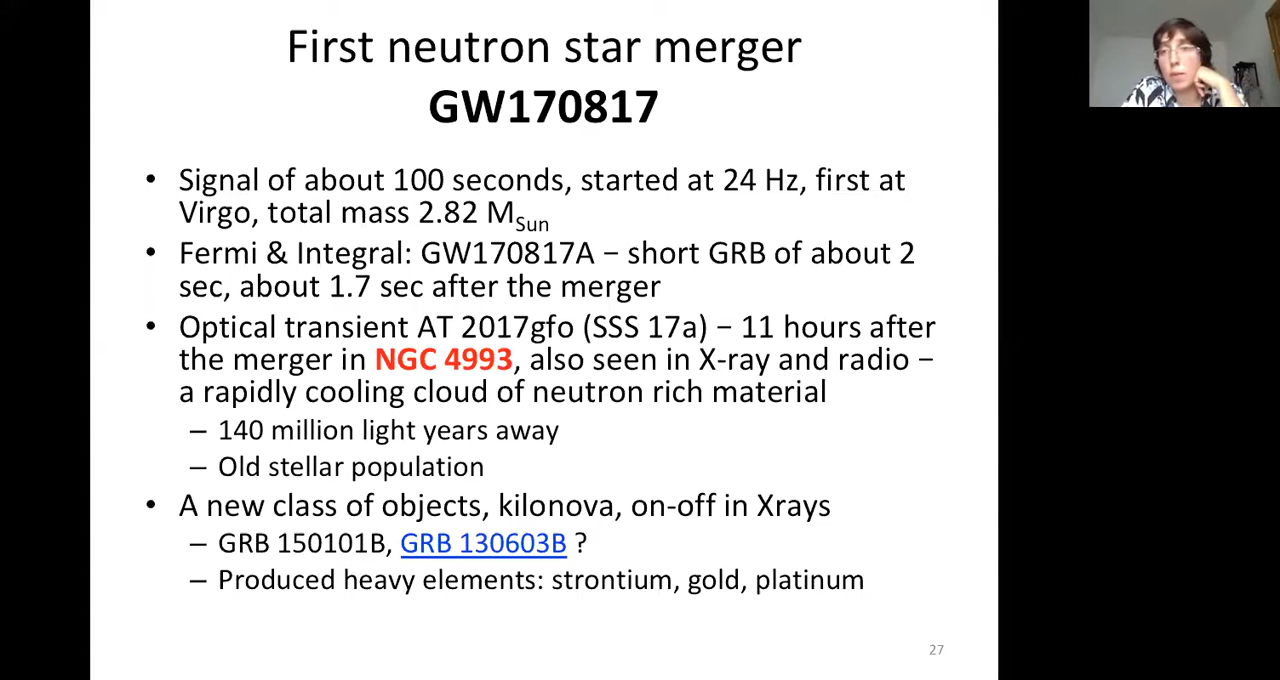 First neutron star merger
GW170817
• Signal of about 100 seconds, started at 24 Hz, first at
Virgo, total mass 2.82 MSun
• Fermi & Integral: GW170817A − short GRB of about 2
sec, about 1.7 sec after the merger
• Optical transient AT 2017gfo (SSS 17a) − 11 hours after
the merger in NGC 4993, also seen in X-ray and radio −
a rapidly cooling cloud of neutron rich material
– 140 million light years away
– Old stellar population
• A new class of objects, kilonova, on-off in Xrays
– GRB 150101B, GRB 130603B ?
– Produced heavy elements: strontium, gold, platinum
27